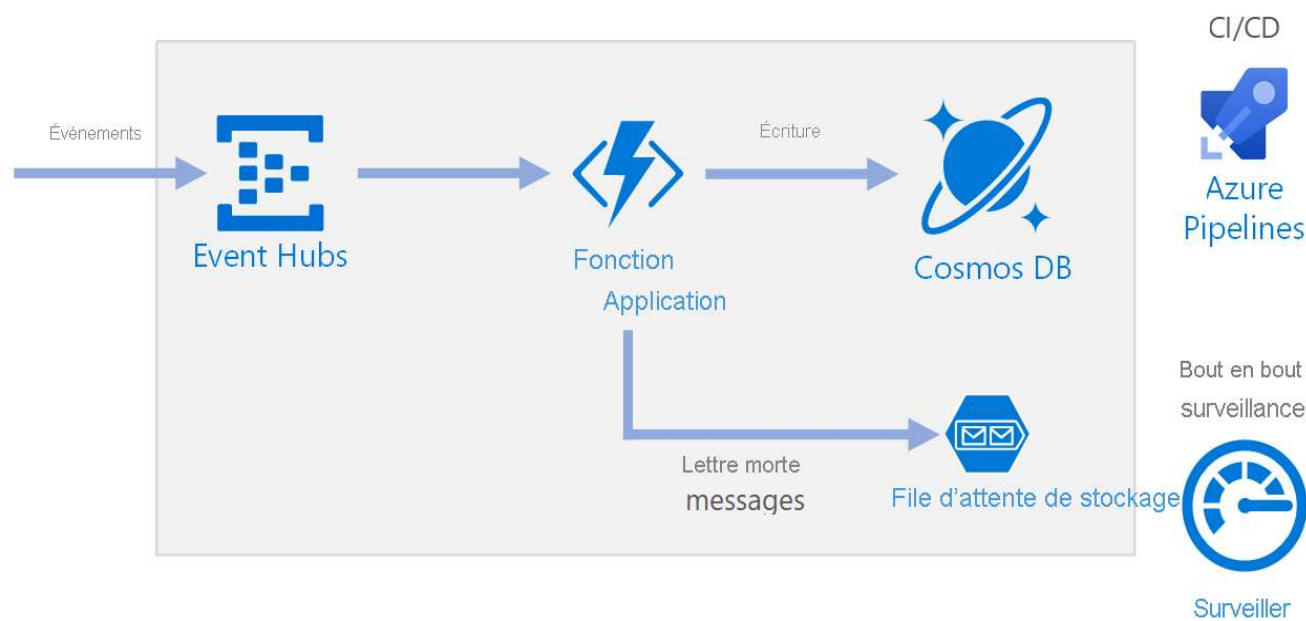 CI/CD
Événements
Écriture
Azure
Pipelines
Event Hubs
Fonction
Application
Cosmos DB
Bout en bout
surveillance
Lettre morte
messages
File d'attente de stockage
Surveiller